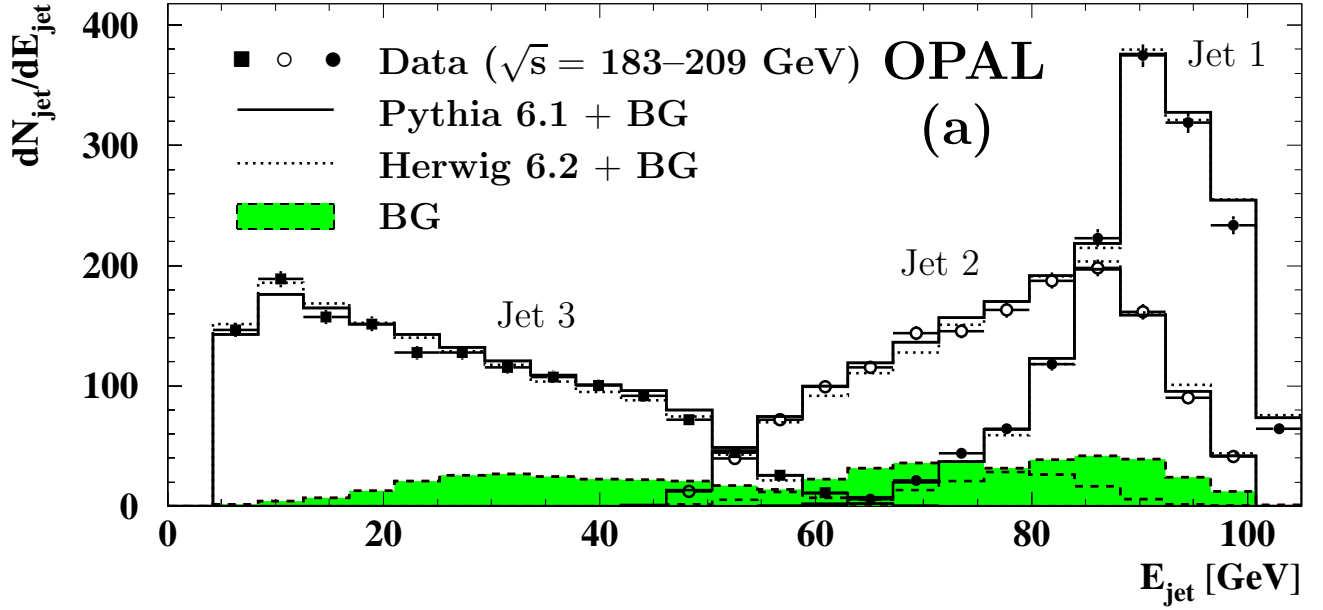 dN_jet/dE_jet
400
300
200
100
0
Data (√s = 183–209 GeV)
Pythia 6.1 + BG
Herwig 6.2 + BG
BG
OPAL
(a)
Jet 1
Jet 2
Jet 3
0 20 40 60 80 100
E_jet [GeV]